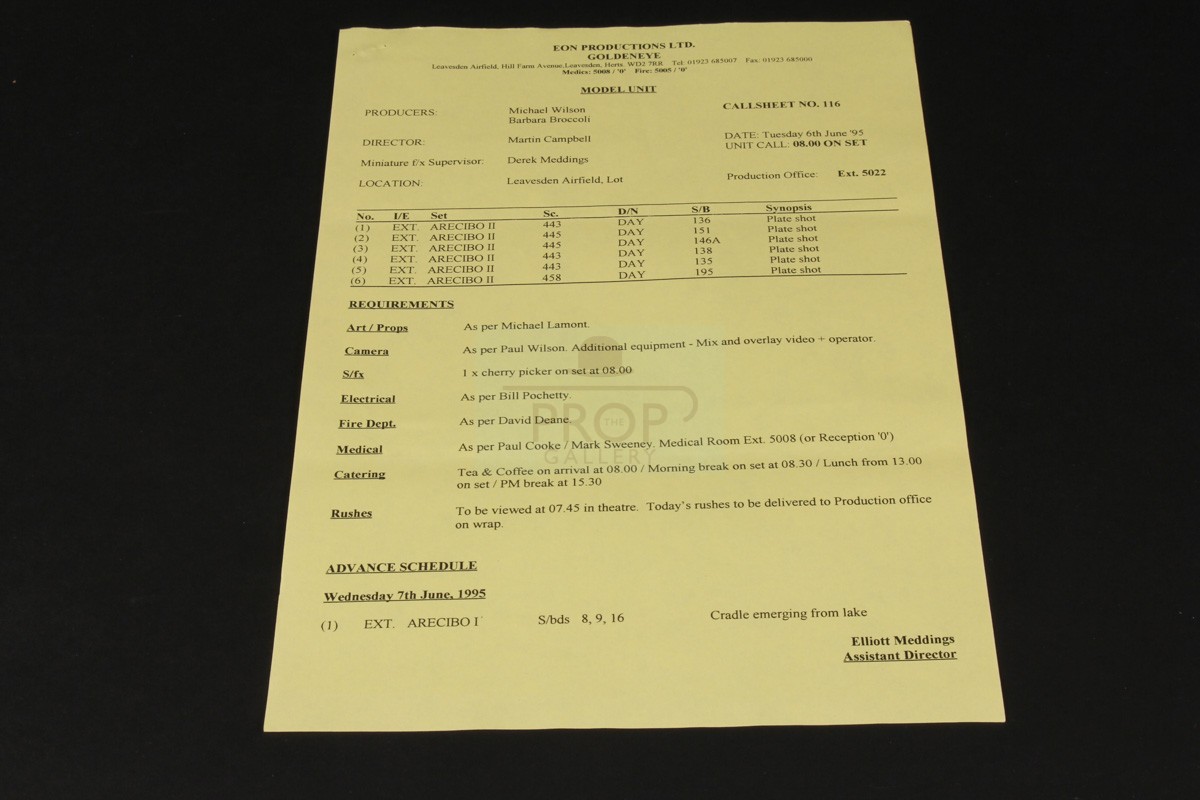 EON PRODUCTIONS LTD.
GOLDENEYE
Leavesden Airfield, Hill Farm Avenue,Leavesden, Herts. WD2 7RR Tel: 01923 685007 Fax: 01923 685000
Medics: 5008 / '0' Fire: 5005 / '0'
MODEL UNIT
CALLSHEET NO. 116
PRODUCERS: Michael Wilson
Barbara Broccoli
DIRECTOR: Martin Campbell
DATE: Tuesday 6th June '95
UNIT CALL: 08.00 ON SET
Miniature f/x Supervisor: Derek Meddings
LOCATION: Leavesden Airfield, Lot
Production Office: Ext. 5022
No. I/E Set Sc. D/N S/B Synopsis
(1) EXT. ARECIBO II 443 DAY 136 Plate shot
(2) EXT. ARECIBO II 445 DAY 151 Plate shot
(3) EXT. ARECIBO II 445 DAY 146A Plate shot
(4) EXT. ARECIBO II 443 DAY 138 Plate shot
(5) EXT. ARECIBO II 443 DAY 135 Plate shot
(6) EXT. ARECIBO II 458 DAY 195 Plate shot
REQUIREMENTS
Art / Props As per Michael Lamont.
Camera As per Paul Wilson. Additional equipment - Mix and overlay video + operator.
S/fx 1 x cherry picker on set at 08.00
Electrical As per Bill Pochetty.
Fire Dept. As per David Deane.
Medical As per Paul Cooke / Mark Sweeney. Medical Room Ext. 5008 (or Reception '0')
Catering Tea & Coffee on arrival at 08.00 / Morning break on set at 08.30 / Lunch from 13.00
on set / PM break at 15.30
Rushes To be viewed at 07.45 in theatre. Today's rushes to be delivered to Production office
on wrap.
ADVANCE SCHEDULE
Wednesday 7th June, 1995
(1) EXT. ARECIBO I S/bds 8, 9, 16 Cradle emerging from lake
Elliott Meddings
Assistant Director
THE
PROP
GALLERY